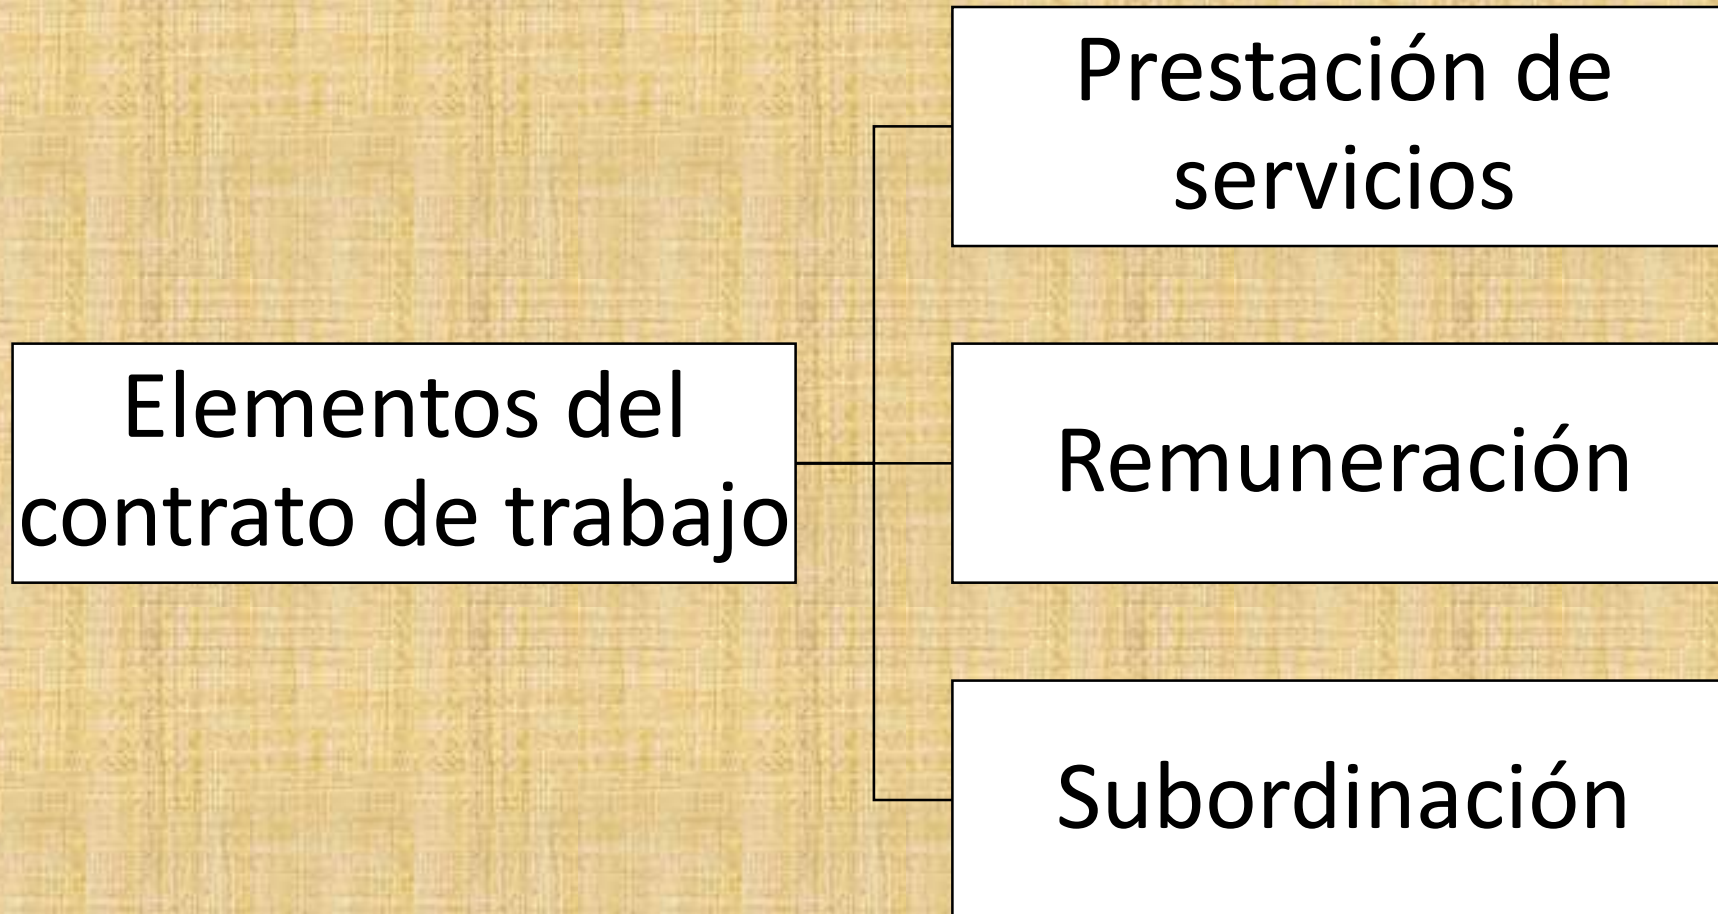 Prestación de
servicios
Elementos del
contrato de trabajo
Remuneración
Subordinación